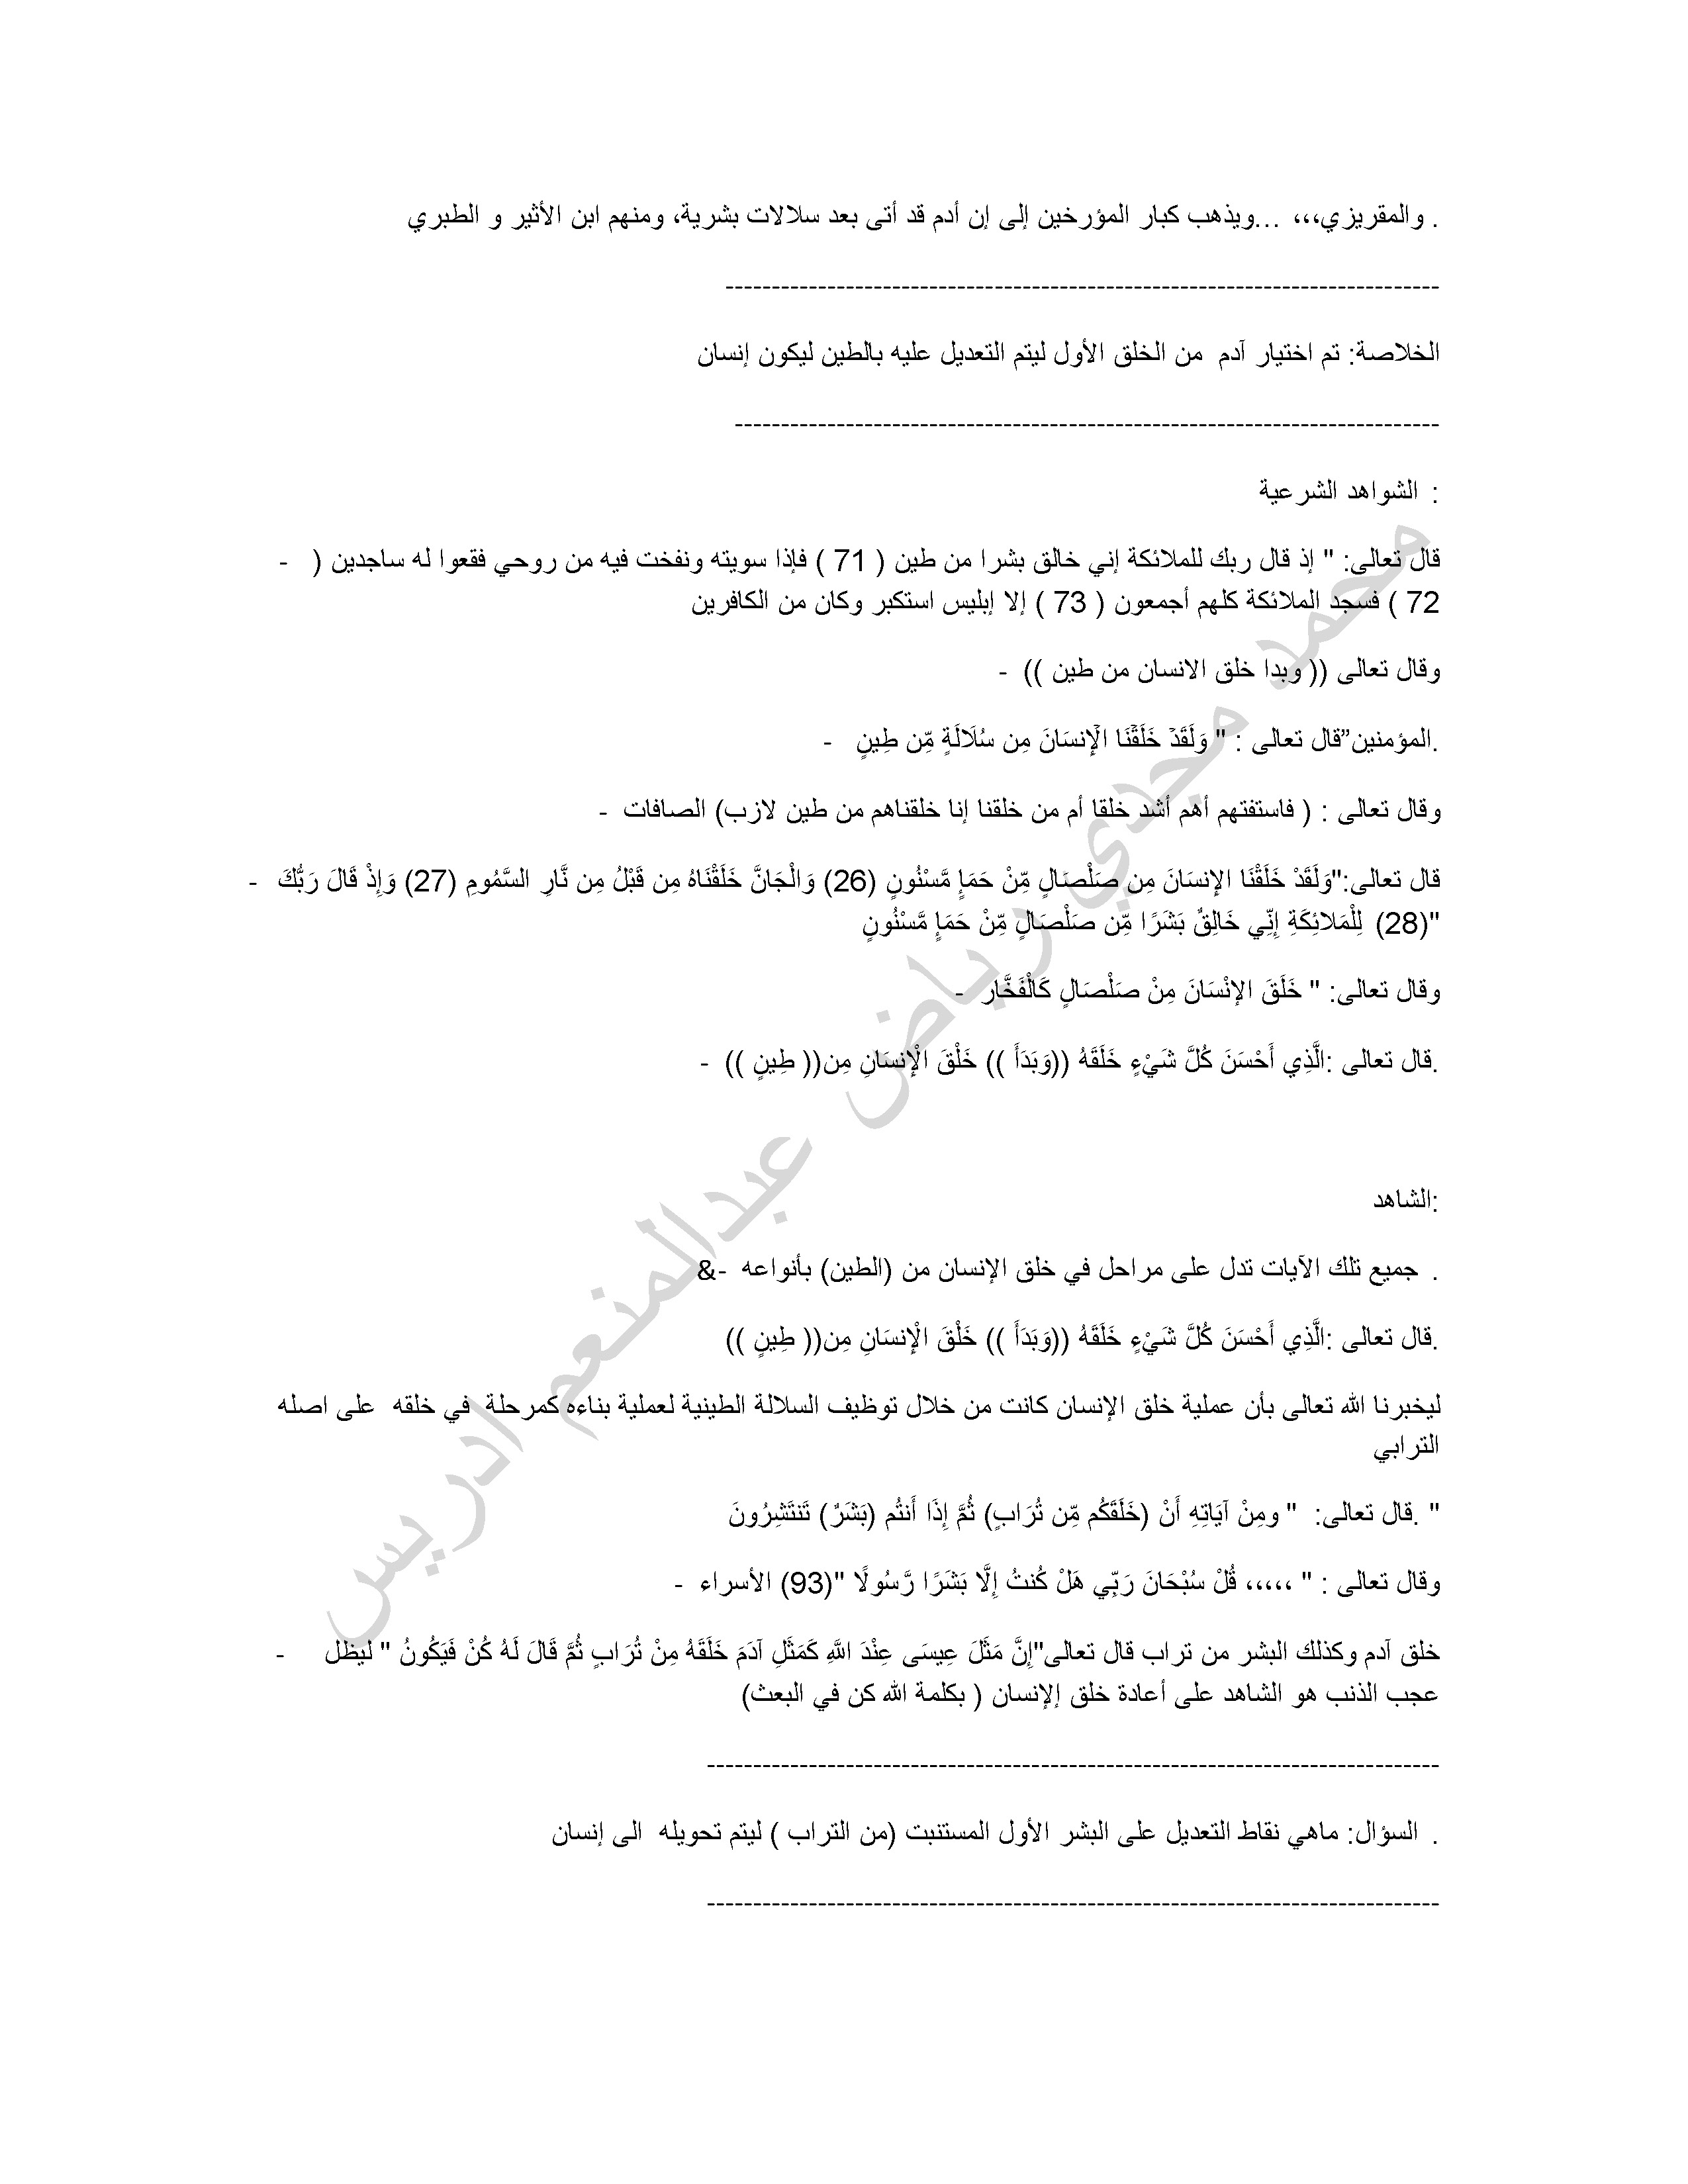 . والمقريزي،،، ...ويذهب كبار المؤرخين إلى إن أدم قد أتى بعد سلالات بشرية، ومنهم ابن الأثير و الطبري
-----------------------------------------------------------------------------
الخلاصة: تم اختيار آدم من الخلق الأول ليتم التعديل عليه بالطين ليكون إنسان
----------------------------------------------------------------------------
: الشواهد الشرعية
قال تعالى: " إذ قال ربك للملائكة إني خالق بشرا من طين ( 71 ) فإذا سويته ونفخت فيه من روحي فقعوا له ساجدين ( -
72 ) فسجد الملائكة كلهم أجمعون ( 73 ) إلا إبليس استكبر وكان من الكافرين
وقال تعالى (( وبدا خلق الانسان من طين )) -
.المؤمنين”قال تعالى : " وَلَقَدْ خَلَقْنَا الْإِنسَانَ مِن سُلَالَةٍ مِّن طِينٍ -
وقال تعالى : ( فاستفتهم أهم أشد خلقا أم من خلقنا إنا خلقناهم من طين لازب) الصافات -
قال تعالى:"وَلَقَدْ خَلَقْنَا الإنسَانَ مِن صَلْصَالٍ مِّنْ حَمَإٍ مَّسْنُونٍ (26) وَالْجَانَّ خَلَقْنَاهُ مِن قَبْلُ مِن نَّارِ السَّمُومِ (27) وَإِذْ قَالَ رَبُّكَ -
"(28) لِلْمَلائِكَةِ إِنِّي خَالِقٌ بَشَرًا مِّن صَلْصَالٍ مِّنْ حَمَإٍ مَّسْنُونٍ
وقال تعالى: " خَلَقَ الإنْسَانَ مِنْ صَلْصَالٍ كَالْفَخَّار -
.قال تعالى :الَّذِي أَحْسَنَ كُلَّ شَيْءٍ خَلَقَهُ ((وَبَدَأَ )) خَلْقَ الْإِنسَانِ مِن(( طِينٍ )) -
:الشاهد
. جميع تلك الآيات تدل على مراحل في خلق الإنسان من (الطين) بأنواعه -&
.قال تعالى :الَّذِي أَحْسَنَ كُلَّ شَيْءٍ خَلَقَهُ ((وَبَدَأَ )) خَلْقَ الْإِنسَانِ مِن(( طِينٍ ))
ليخبرنا الله تعالى بأن عملية خلق الإنسان كانت من خلال توظيف السلالة الطينية لعملية بناءه كمرحلة في خلقه على اصله
الترابي
" .قال تعالى: " ومِنْ آيَاتِهِ أَنْ (خَلَقَكُم مِّن تُرَابٍ) ثُمَّ إِذَا أَنتُم (بَشَرٌ) تَنتَشِرُونَ
وقال تعالى : " ،،،،، قُلْ سُبْحَانَ رَبِّي هَلْ كُنتُ إِلَّا بَشَرًا رَّسُولًا "(93) الأسراء -
خلق آدم وكذلك البشر من تراب قال تعالى"إِنَّ مَثَلَ عِيسَى عِنْدَ اللَّهِ كَمَثَلِ آدَمَ خَلَقَهُ مِنْ تُرَابٍ ثُمَّ قَالَ لَهُ كُنْ فَيَكُونُ " ليظل -
عجب الذنب هو الشاهد على أعادة خلق إلإنسان ( بكلمة الله كن في البعث)
-------------------------------------------------------------------------------
. السؤال: ماهي نقاط التعديل على البشر الأول المستنبت (من التراب ) ليتم تحويله الى إنسان
-------------------------------------------------------------------------------
محمد مجدي رياض عبدالمنعم ادريس